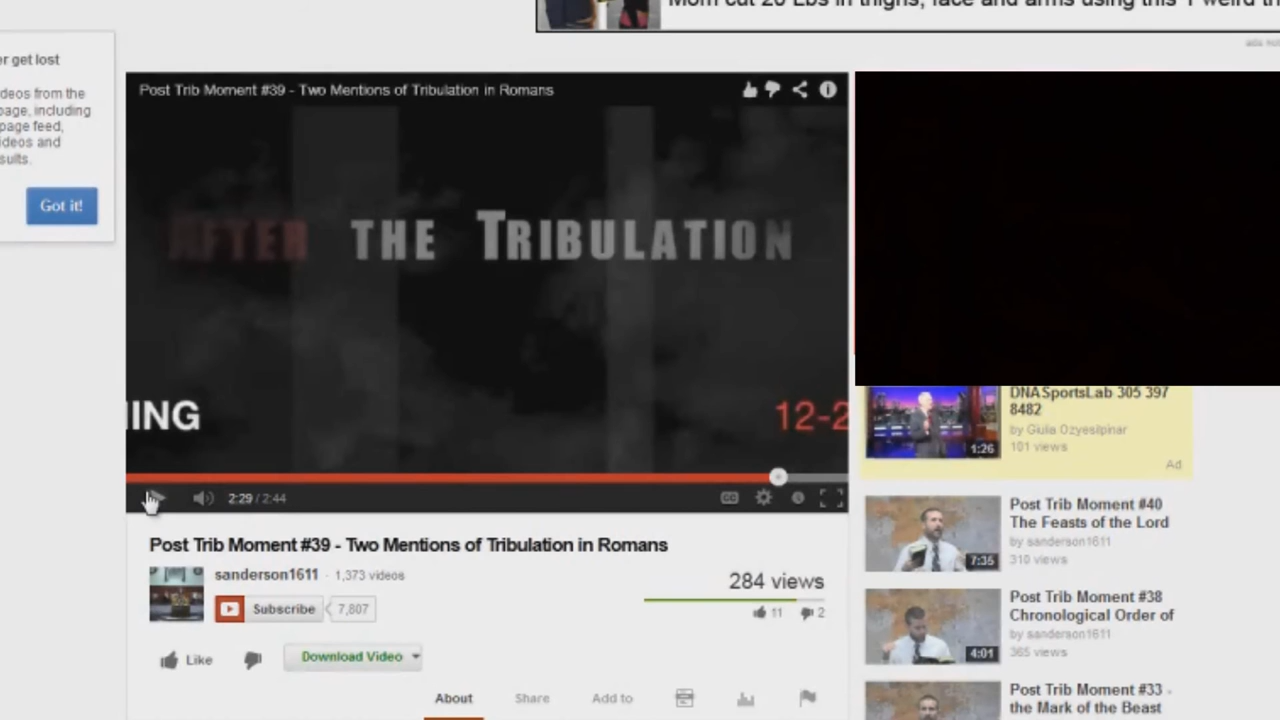 Mom cut 20 Lbs in thighs, face and arms using this 1 weird
er get lost
deos from the
page, including
page feed,
ideos and
sults.
Got it!
Post Trib Moment #39 - Two Mentions of Tribulation in Romans
AFTER THE TRIBULATION
ING
12-2
2:29 / 2:44
Post Trib Moment #39 - Two Mentions of Tribulation in Romans
sanderson1611 · 1,373 videos
Subscribe 7,807
284 views
11 2
Like
Download Video
About Share Add to
DNASportsLab 305 397
8482
by Giulia Ozyesilpinar
101 views
1:26
Ad
Post Trib Moment #40
The Feasts of the Lord
by sanderson1611
310 views
7:35
Post Trib Moment #38
Chronological Order of
by sanderson1611
365 views
4:01
Post Trib Moment #33 -
the Mark of the Beast